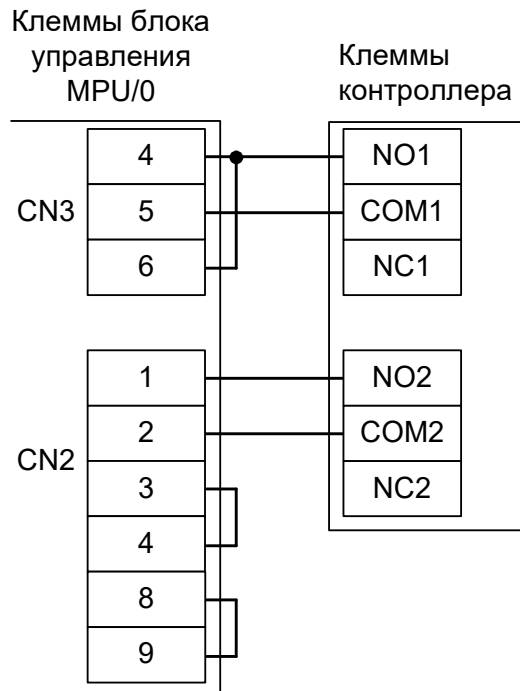 Клеммы блока
управления
MPU/0
Клеммы
контроллера
CN3
4
5
6
NO1
COM1
NC1
CN2
1
2
3
4
8
9
NO2
COM2
NC2